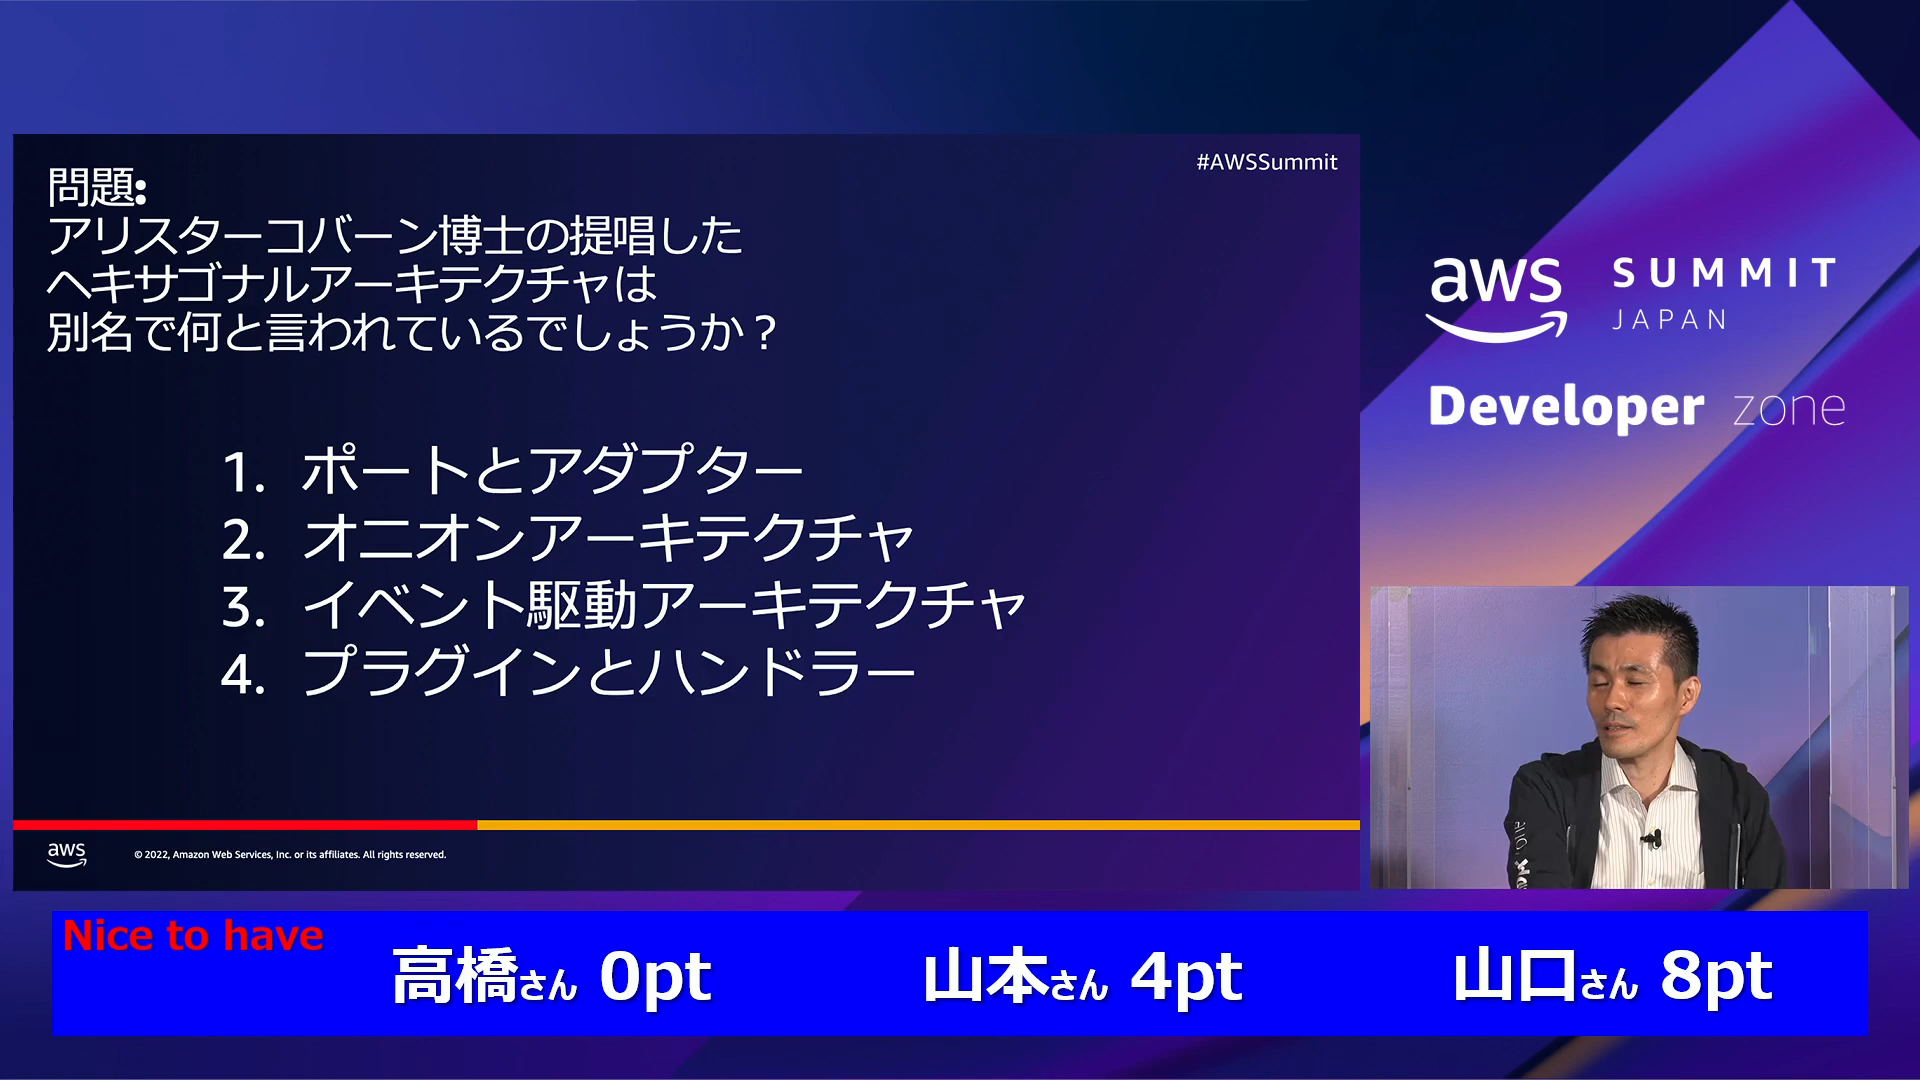 #AWSSummit
問題:
アリスターコバーン博士の提唱した
ヘキサゴナルアーキテクチャは
別名で何と言われているでしょうか？
1. ポートとアダプター
2. オニオンアーキテクチャ
3. イベント駆動アーキテクチャ
4. プラグインとハンドラー
aws
© 2022, Amazon Web Services, Inc. or its affiliates. All rights reserved.
aws SUMMIT
JAPAN
Developer zone
Nice to have
高橋さん 0pt
山本さん 4pt
山口さん 8pt